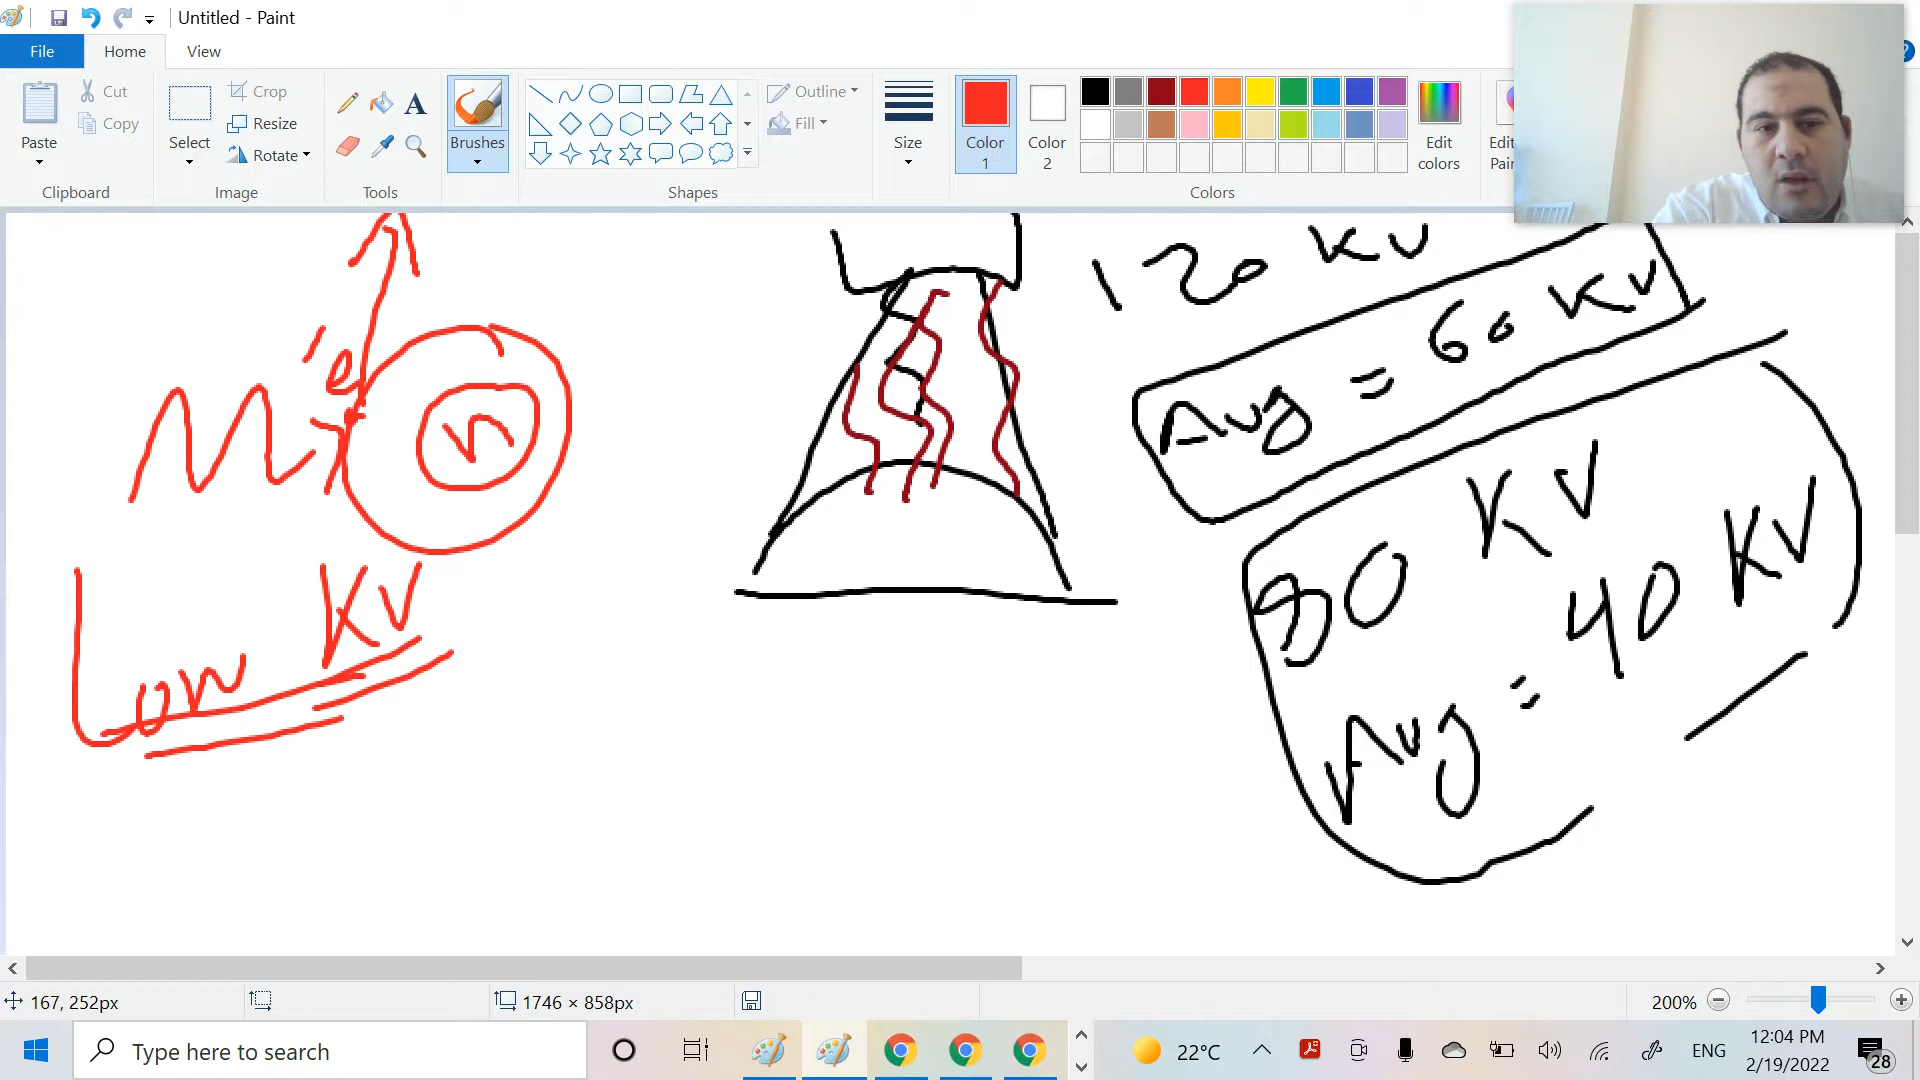 Untitled - Paint
File Home View
Paste
Cut
Copy
Clipboard
Select
Crop
Resize
Rotate
Image
Tools
Brushes
Shapes
Outline
Fill
Size
Color 1
Color 2
Colors
Edit colors
Edit
120 KV
Avg = 60 KV
80 KV
Avg = 40 KV
e
n
Low KV
167, 252px
1746 × 858px
200%
Type here to search
22°C
ENG
12:04 PM
2/19/2022
28